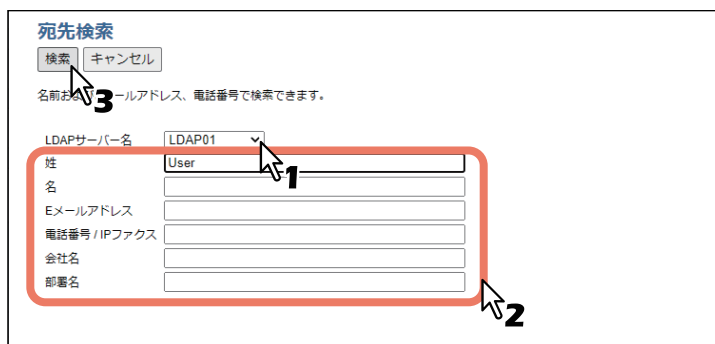 宛先検索
検索 キャンセル
3
名前およ ールアドレス、電話番号で検索できます。
LDAPサーバー名 LDAP01
1
姓 User
名
Eメールアドレス
電話番号 / IPファクス
会社名
部署名
2